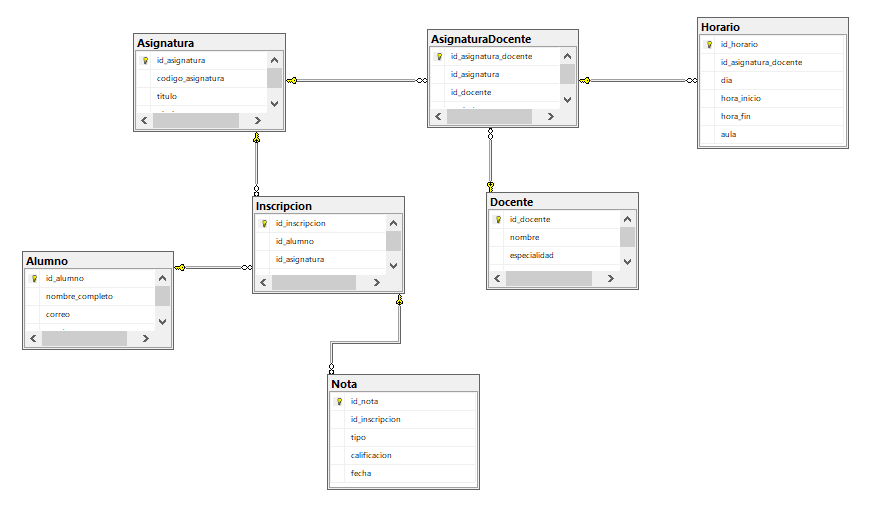 Asignatura
id_asignatura
codigo_asignatura
titulo
AsignaturaDocente
id_asignatura_docente
id_asignatura
id_docente
Horario
id_horario
id_asignatura_docente
dia
hora_inicio
hora_fin
aula
Inscripcion
id_inscripcion
id_alumno
id_asignatura
Docente
id_docente
nombre
especialidad
Alumno
id_alumno
nombre_completo
correo
Nota
id_nota
id_inscripcion
tipo
calificacion
fecha